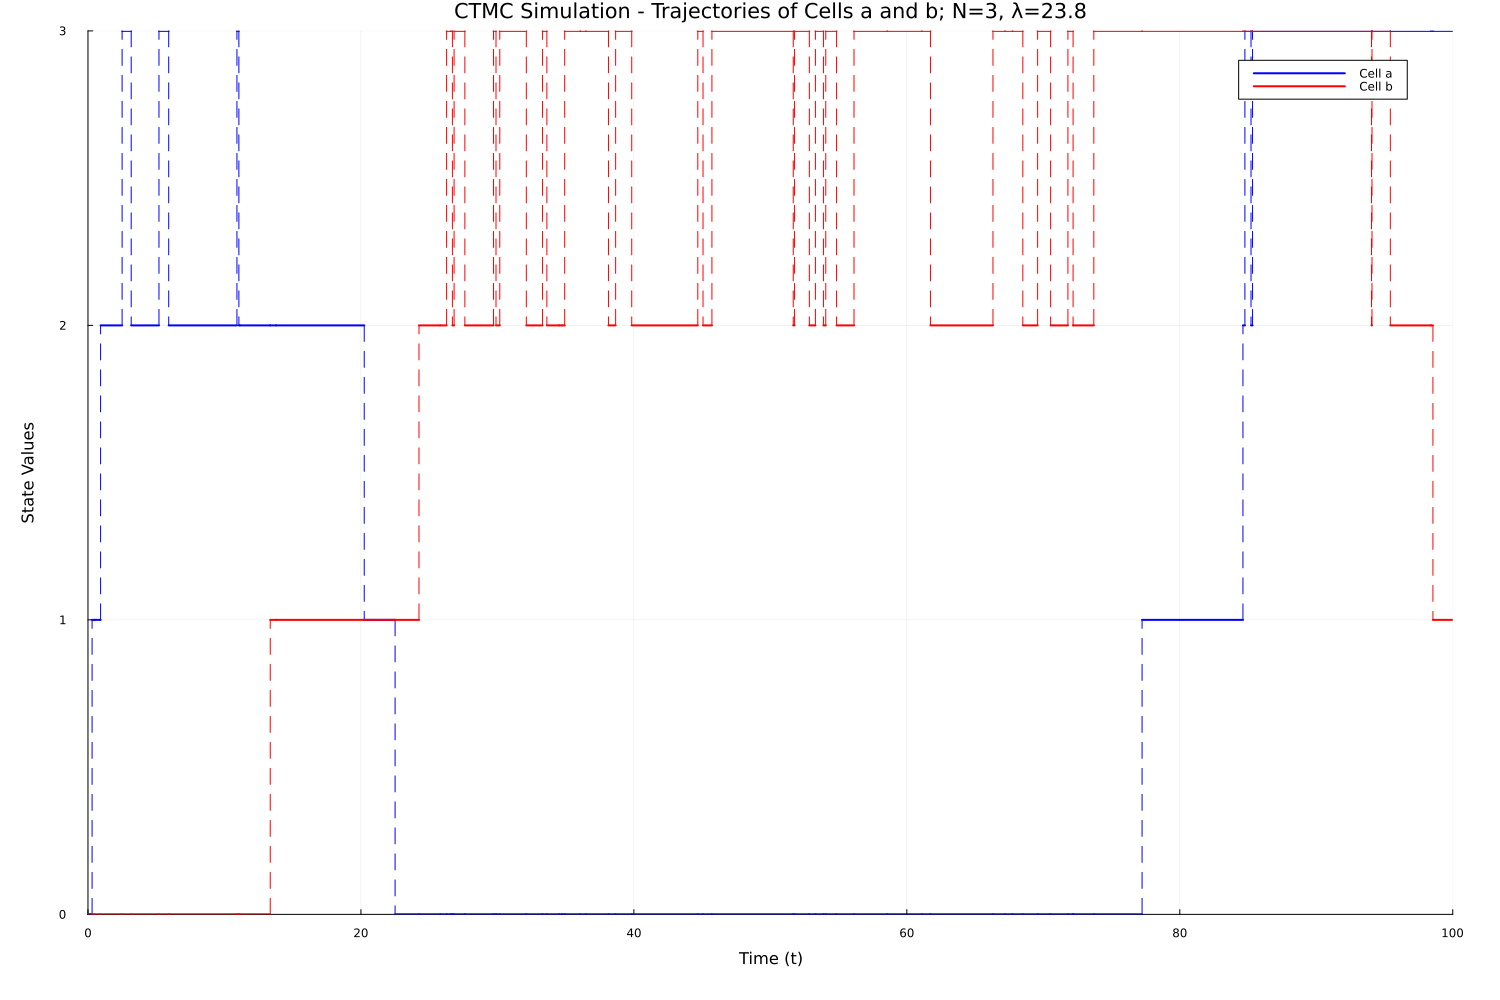 CTMC Simulation - Trajectories of Cells a and b; N=3, λ=23.8
3
Cell a
Cell b
2
State Values
1
0
0 20 40 60 80 100
Time (t)